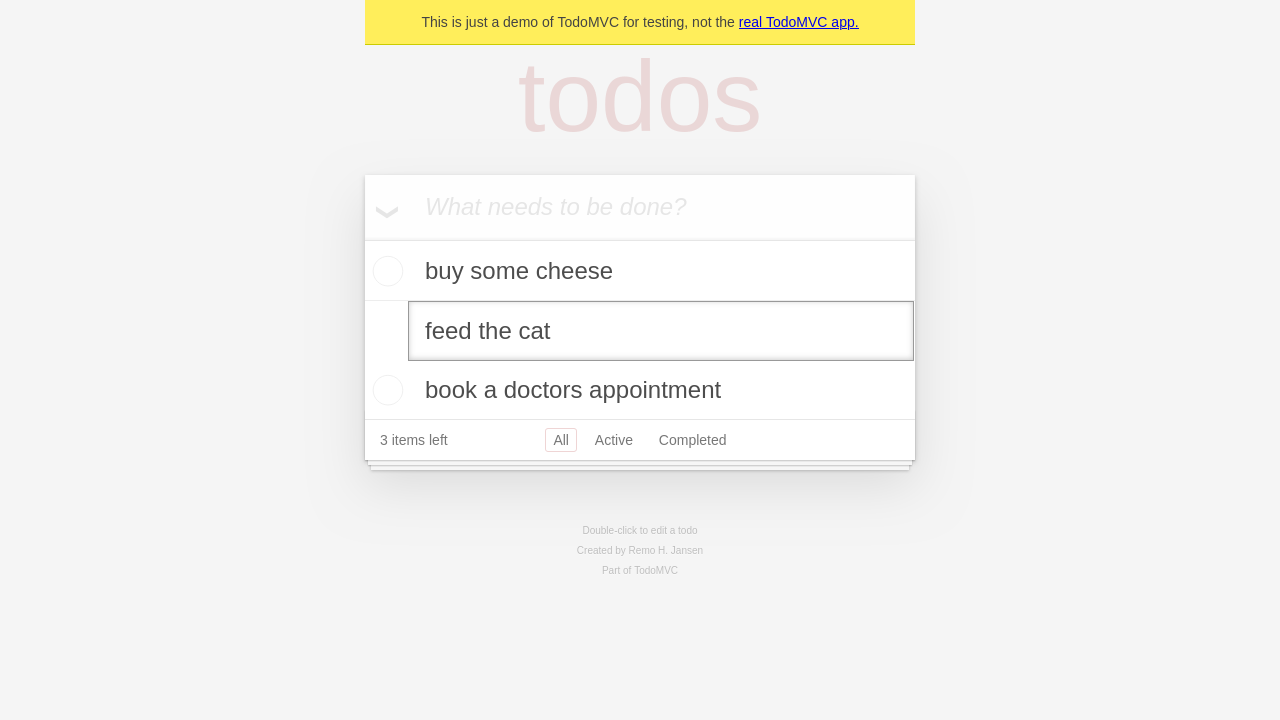 This is just a demo of TodoMVC for testing, not the real TodoMVC app.
todos
What needs to be done?
buy some cheese
feed the cat
book a doctors appointment
3 items left All Active Completed
Double-click to edit a todo
Created by Remo H. Jansen
Part of TodoMVC